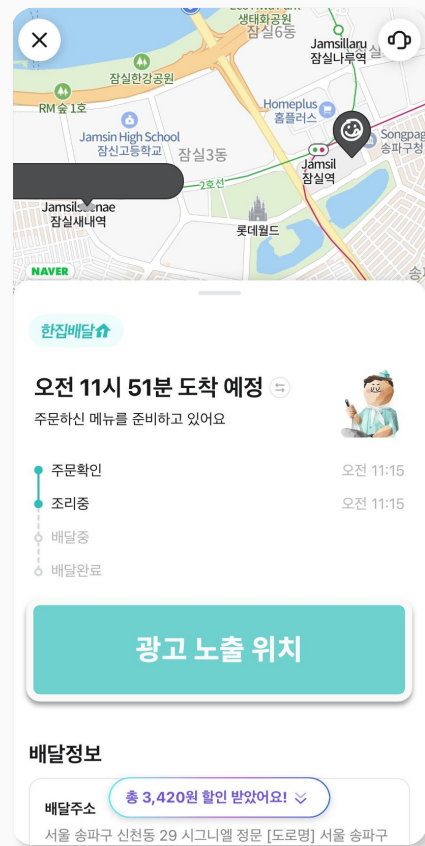 생태화공원
잠실6동
Jamsillaru
잠실나루역
잠실한강공원
RM숲 1호
Homeplus
홈플러스
Jamsin High School
잠신고등학교
잠실3동
Songpag
송파구청
Jamsil
잠실역
2호선
잠실새내역
롯데월드
NAVER
송파
한집배달
오전 11시 51분 도착 예정
주문하신 메뉴를 준비하고 있어요
주문확인 오전 11:15
조리중 오전 11:15
배달중
배달완료
광고 노출 위치
배달정보
총 3,420원 할인 받았어요!
배달주소
서울 송파구 신천동 29 시그니엘 정문 [도로명] 서울 송파구